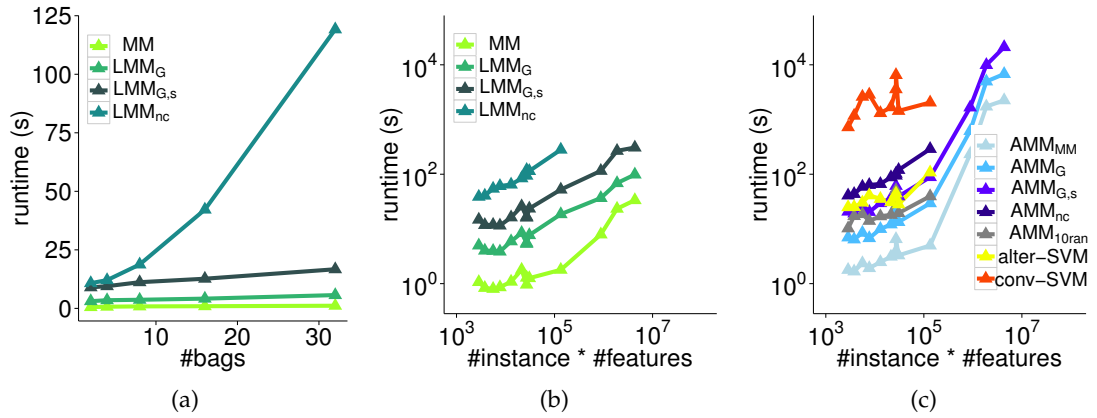 runtime (s)
125
100
75
50
25
0
10
20
30
#bags
MM
LMM_G
LMM_G,s
LMM_nc
(a)
runtime (s)
10^4
10^2
10^0
10^3
10^5
10^7
#instance * #features
MM
LMM_G
LMM_G,s
LMM_nc
(b)
runtime (s)
10^4
10^2
10^0
10^3
10^5
10^7
#instance * #features
AMM_MM
AMM_G
AMM_G,s
AMM_nc
AMM_10ran
alter-SVM
conv-SVM
(c)